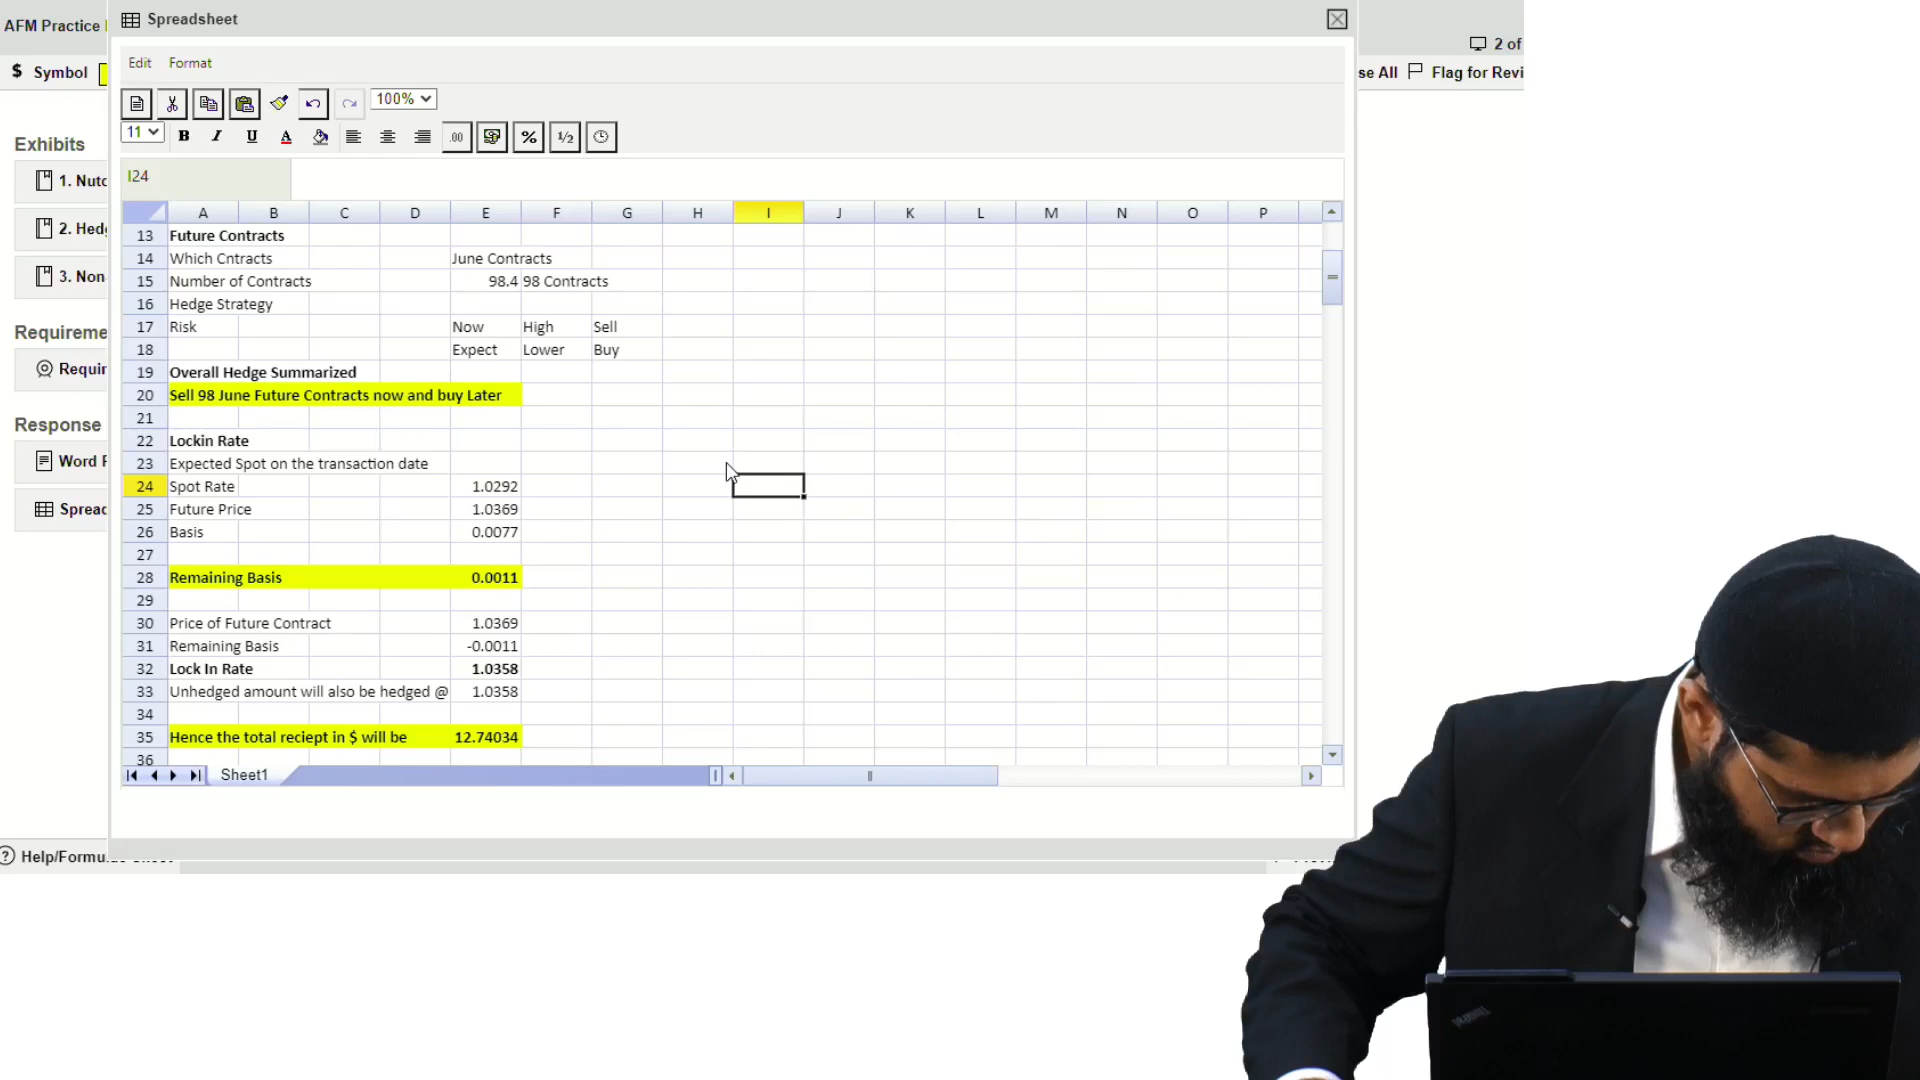 AFM Practice
Spreadsheet
2 of
$ Symbol
se All
Flag for Revi
Edit Format
100%
11 B I U A .00 % 1/2
I24
Exhibits
1. Nuto
2. Hedg
3. Non
Requireme
Requir
Response
Word P
Spread
A B C D E F G H I J K L M N O P
13 Future Contracts
14 Which Cntracts June Contracts
15 Number of Contracts 98.4 98 Contracts
16 Hedge Strategy
17 Risk Now High Sell
18 Expect Lower Buy
19 Overall Hedge Summarized
20 Sell 98 June Future Contracts now and buy Later
21
22 Lockin Rate
23 Expected Spot on the transaction date
24 Spot Rate 1.0292
25 Future Price 1.0369
26 Basis 0.0077
27
28 Remaining Basis 0.0011
29
30 Price of Future Contract 1.0369
31 Remaining Basis -0.0011
32 Lock In Rate 1.0358
33 Unhedged amount will also be hedged @ 1.0358
34
35 Hence the total reciept in $ will be 12.74034
36
Sheet1
Help/Formu
ThinkPad